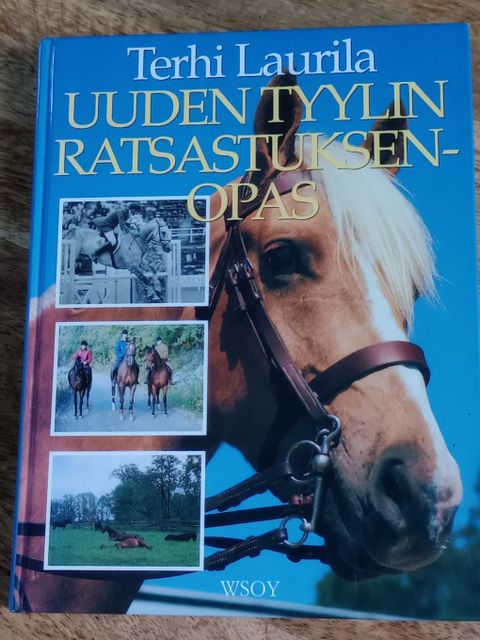 Terhi Laurila
UUDEN TYYLIN
RATSASTUKSEN-
OPAS
WSOY